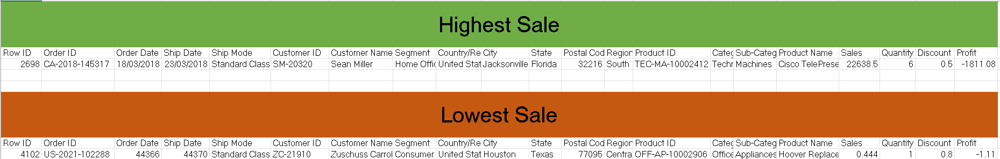 Highest Sale
Row ID Order ID Order Date Ship Date Ship Mode Customer ID Customer Name Segment Country/Re City State Postal Cod Region Product ID Categ Sub-Categ Product Name Sales Quantity Discount Profit
2698 CA-2018-145317 18/03/2018 23/03/2018 Standard Class SM-20320 Sean Miller Home Offic United Stat Jacksonville Florida 32216 South TEC-MA-10002412 Techr Machines Cisco TelePrese 22638.5 6 0.5 -1811.08
Lowest Sale
Row ID Order ID Order Date Ship Date Ship Mode Customer ID Customer Name Segment Country/Re City State Postal Cod Region Product ID Categ Sub-Categ Product Name Sales Quantity Discount Profit
4102 US-2021-102288 44366 44370 Standard Class ZC-21910 Zuschuss Carrol Consumer United Stat Houston Texas 77095 Centra OFF-AP-10002906 Office Appliances Hoover Replace 0.444 1 0.8 -1.11